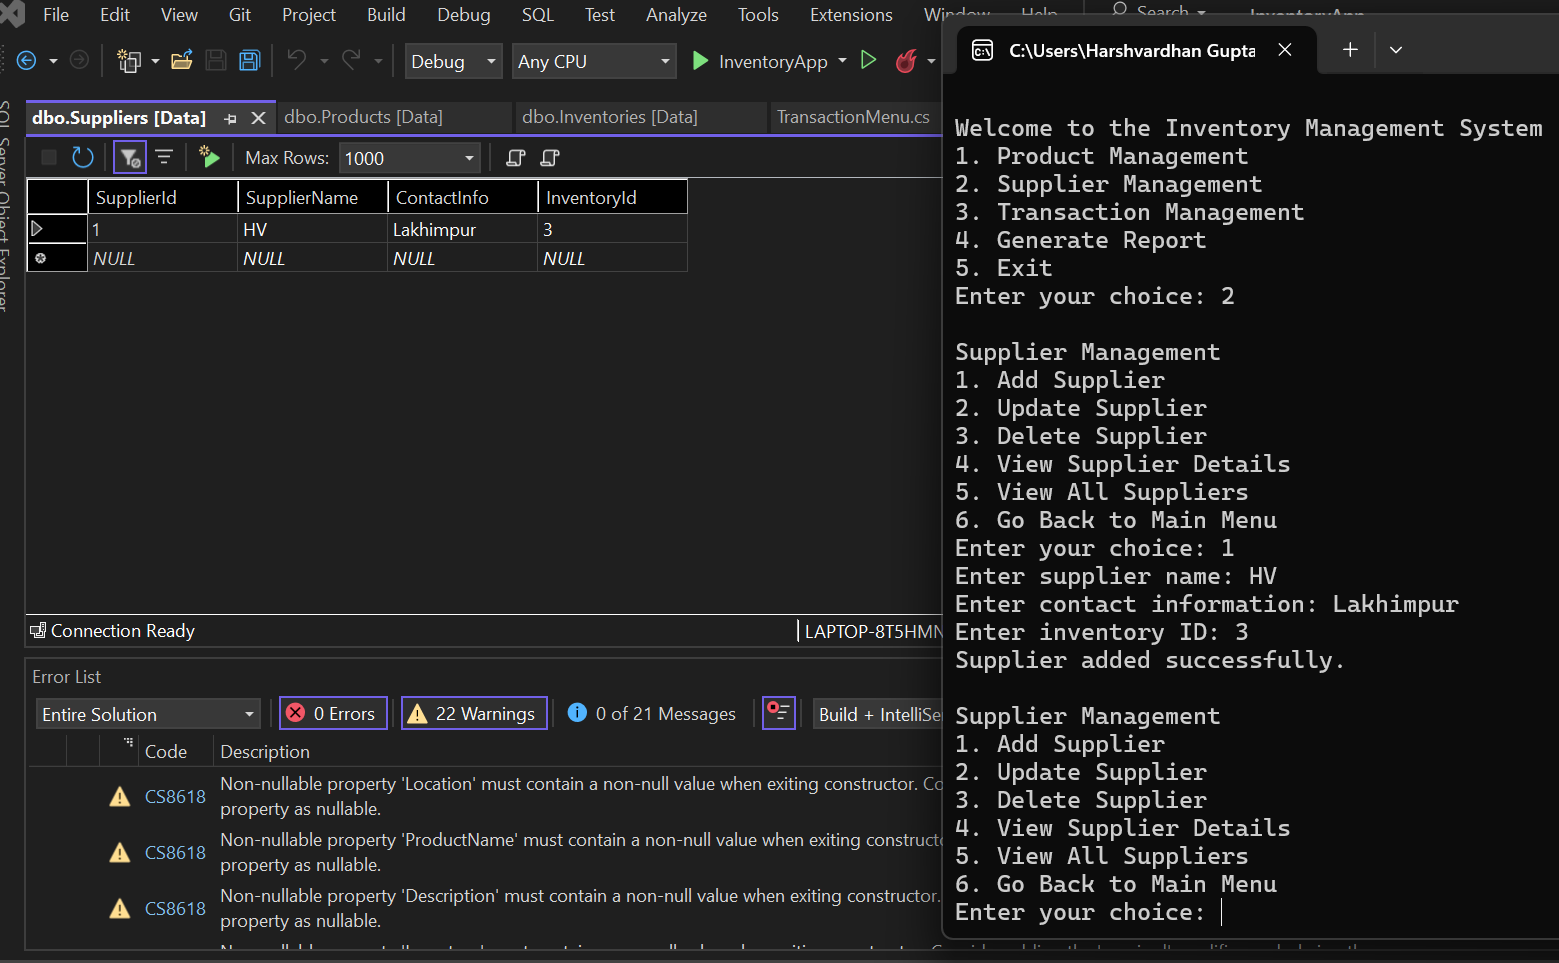 File Edit View Git Project Build Debug SQL Test Analyze Tools Extensions Window Help Search InventoryApp
Debug Any CPU InventoryApp
SQL Server Object Explorer
dbo.Suppliers [Data] dbo.Products [Data] dbo.Inventories [Data] TransactionMenu.cs
Max Rows: 1000
SupplierId SupplierName ContactInfo InventoryId
1 HV Lakhimpur 3
NULL NULL NULL NULL
Connection Ready LAPTOP-8T5HMN
Error List
Entire Solution 0 Errors 22 Warnings 0 of 21 Messages Build + IntelliSe
Code Description
CS8618 Non-nullable property 'Location' must contain a non-null value when exiting constructor. Co
property as nullable.
CS8618 Non-nullable property 'ProductName' must contain a non-null value when exiting constructo
property as nullable.
CS8618 Non-nullable property 'Description' must contain a non-null value when exiting constructor.
property as nullable.
C:\Users\Harshvardhan Gupta
Welcome to the Inventory Management System
1. Product Management
2. Supplier Management
3. Transaction Management
4. Generate Report
5. Exit
Enter your choice: 2
Supplier Management
1. Add Supplier
2. Update Supplier
3. Delete Supplier
4. View Supplier Details
5. View All Suppliers
6. Go Back to Main Menu
Enter your choice: 1
Enter supplier name: HV
Enter contact information: Lakhimpur
Enter inventory ID: 3
Supplier added successfully.
Supplier Management
1. Add Supplier
2. Update Supplier
3. Delete Supplier
4. View Supplier Details
5. View All Suppliers
6. Go Back to Main Menu
Enter your choice: